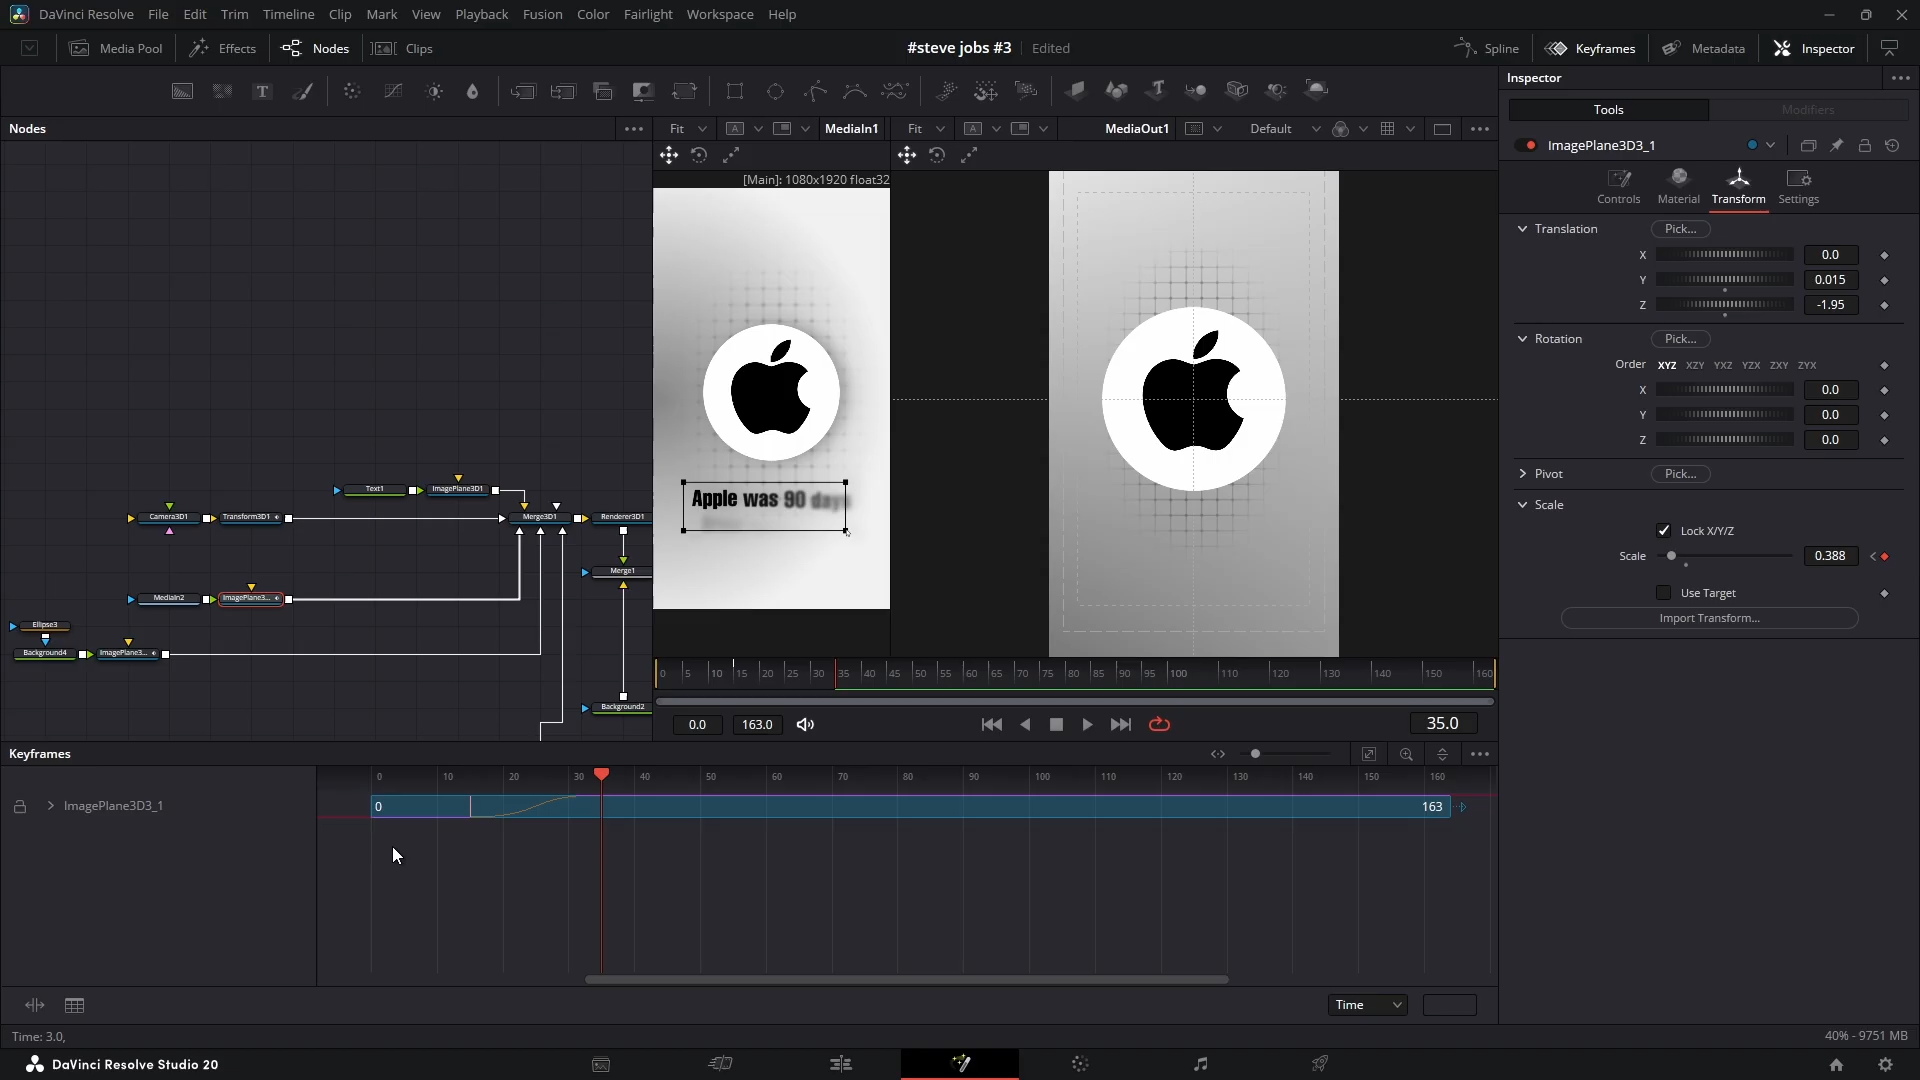 DaVinci Resolve File Edit Trim Timeline Clip Mark View Playback Fusion Color Fairlight Workspace Help
Media Pool Effects Nodes Clips #steve jobs #3 Edited Spline Keyframes Metadata Inspector
Inspector
Tools Modifiers
Nodes Fit A MediaIn1 Fit A MediaOut1 Default
ImagePlane3D3_1
[Main]: 1080x1920 float32
Controls Material Transform Settings
Translation Pick...
X 0.0
Y 0.015
Z -1.95
Rotation Pick...
Order XYZ XZY YXZ YZX ZXY ZYX
X 0.0
Y 0.0
Z 0.0
Pivot Pick...
Scale
Lock X/Y/Z
Scale 0.388
Use Target
Import Transform...
Text1 ImagePlane3D1
Camera3D1 Transform3D1 Merge3D1 Renderer3D1
Merge1
MediaIn2 ImagePlane3...
Ellipse3
Background4 ImagePlane3...
Background2
Apple was 90 days
0 5 10 15 20 25 30 35 40 45 50 55 60 65 70 75 80 85 90 95 100 110 120 130 140 150 160
0.0 163.0 35.0
Keyframes
0 10 20 30 40 50 60 70 80 90 100 110 120 130 140 150 160
ImagePlane3D3_1 0 163
Time
Time: 3.0, 40% - 9751 MB
DaVinci Resolve Studio 20